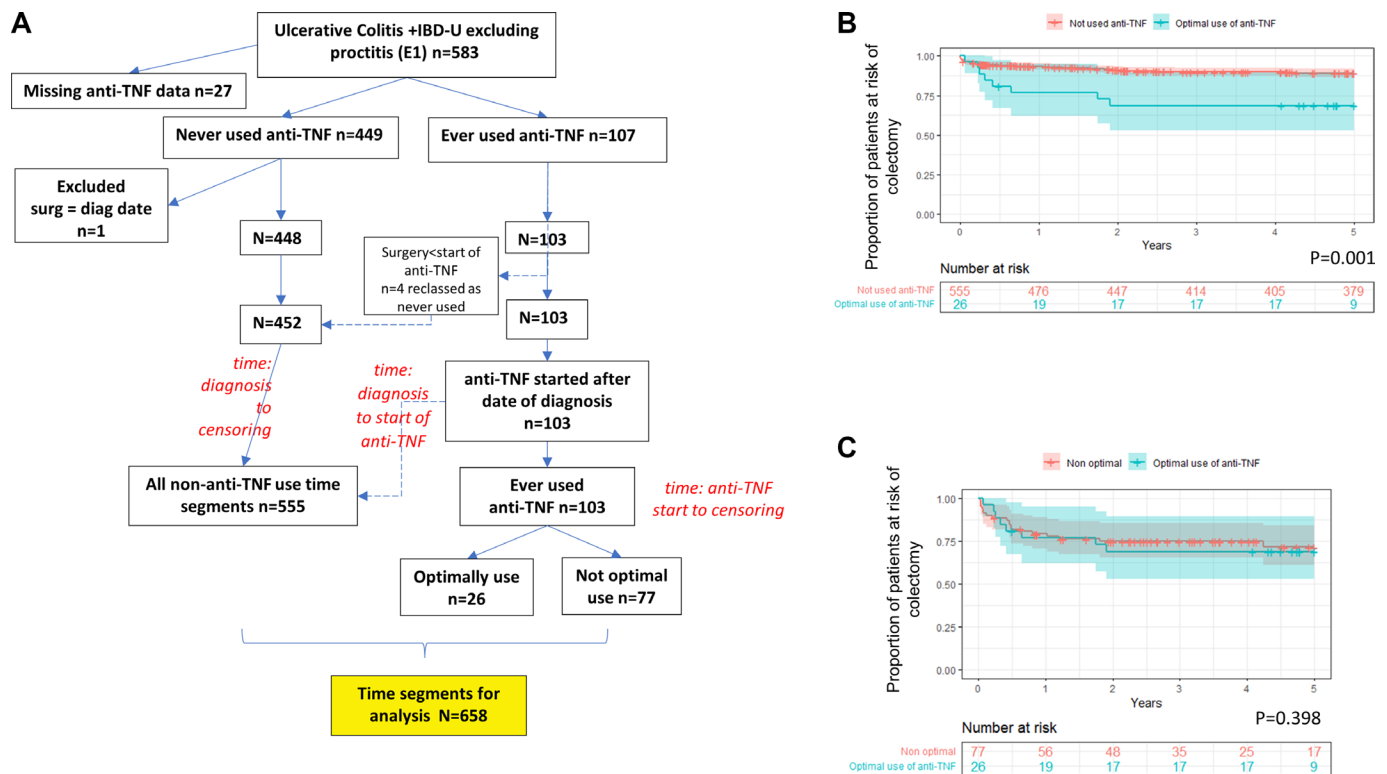 A
Ulcerative Colitis +IBD-U excluding
proctitis (E1) n=583
Missing anti-TNF data n=27
Never used anti-TNF n=449
Ever used anti-TNF n=107
Excluded
surg = diag date
n=1
N=448
N=103
Surgery<start of
anti-TNF
n=4 reclassed as
never used
N=452
N=103
time:
diagnosis
to
censoring
time:
diagnosis
to start of
anti-TNF
anti-TNF started after
date of diagnosis
n=103
All non-anti-TNF use time
segments n=555
Ever used
anti-TNF n=103
time: anti-TNF
start to censoring
Optimally use
n=26
Not optimal
use n=77
Time segments for
analysis N=658
B
Not used anti-TNF Optimal use of anti-TNF
Proportion of patients at risk of
colectomy
1.00
0.75
0.50
0.25
0.00
0 1 2 3 4 5
Years
P=0.001
Number at risk
Not used anti-TNF 555 476 447 414 405 379
Optimal use of anti-TNF 26 19 17 17 17 9
C
Non optimal Optimal use of anti-TNF
Proportion of patients at risk of
colectomy
1.00
0.75
0.50
0.25
0.00
0 1 2 3 4 5
Years
P=0.398
Number at risk
Non optimal 77 56 48 35 25 17
Optimal use of anti-TNF 26 19 17 17 17 9